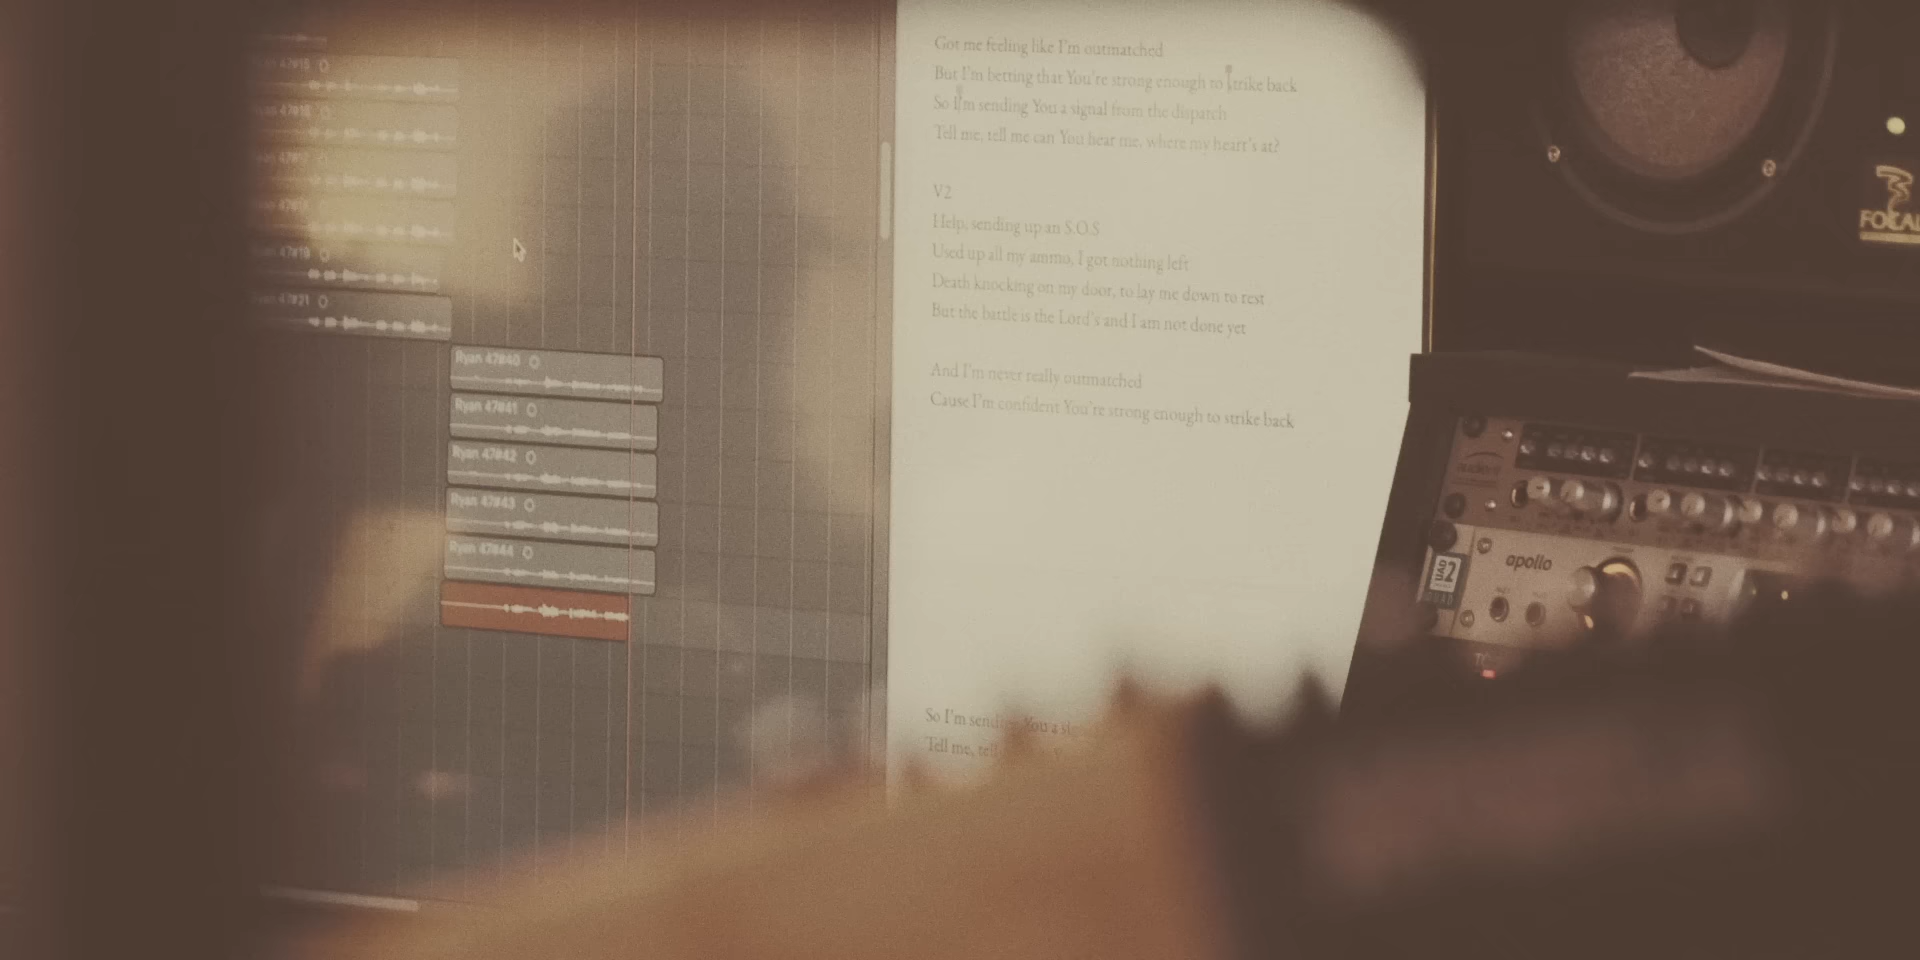 Got me feeling like I'm outmatched
But I'm betting that You're strong enough to strike back
So I'm sending You a signal from the dispatch
Tell me, tell me can You hear me, where my heart's at?
V2
Help, sending up an S.O.S
Used up all my ammo, I got nothing left
Death knocking on my door, to lay me down to rest
But the battle is the Lord's and I am not done yet
And I'm never really outmatched
Cause I'm confident You're strong enough to strike back
So I'm sending You a
Tell me, tell
Ryan 47#40
Ryan 47#41
Ryan 47#42
Ryan 47#43
Ryan 47#44
FOCAL
apollo
UAD 2